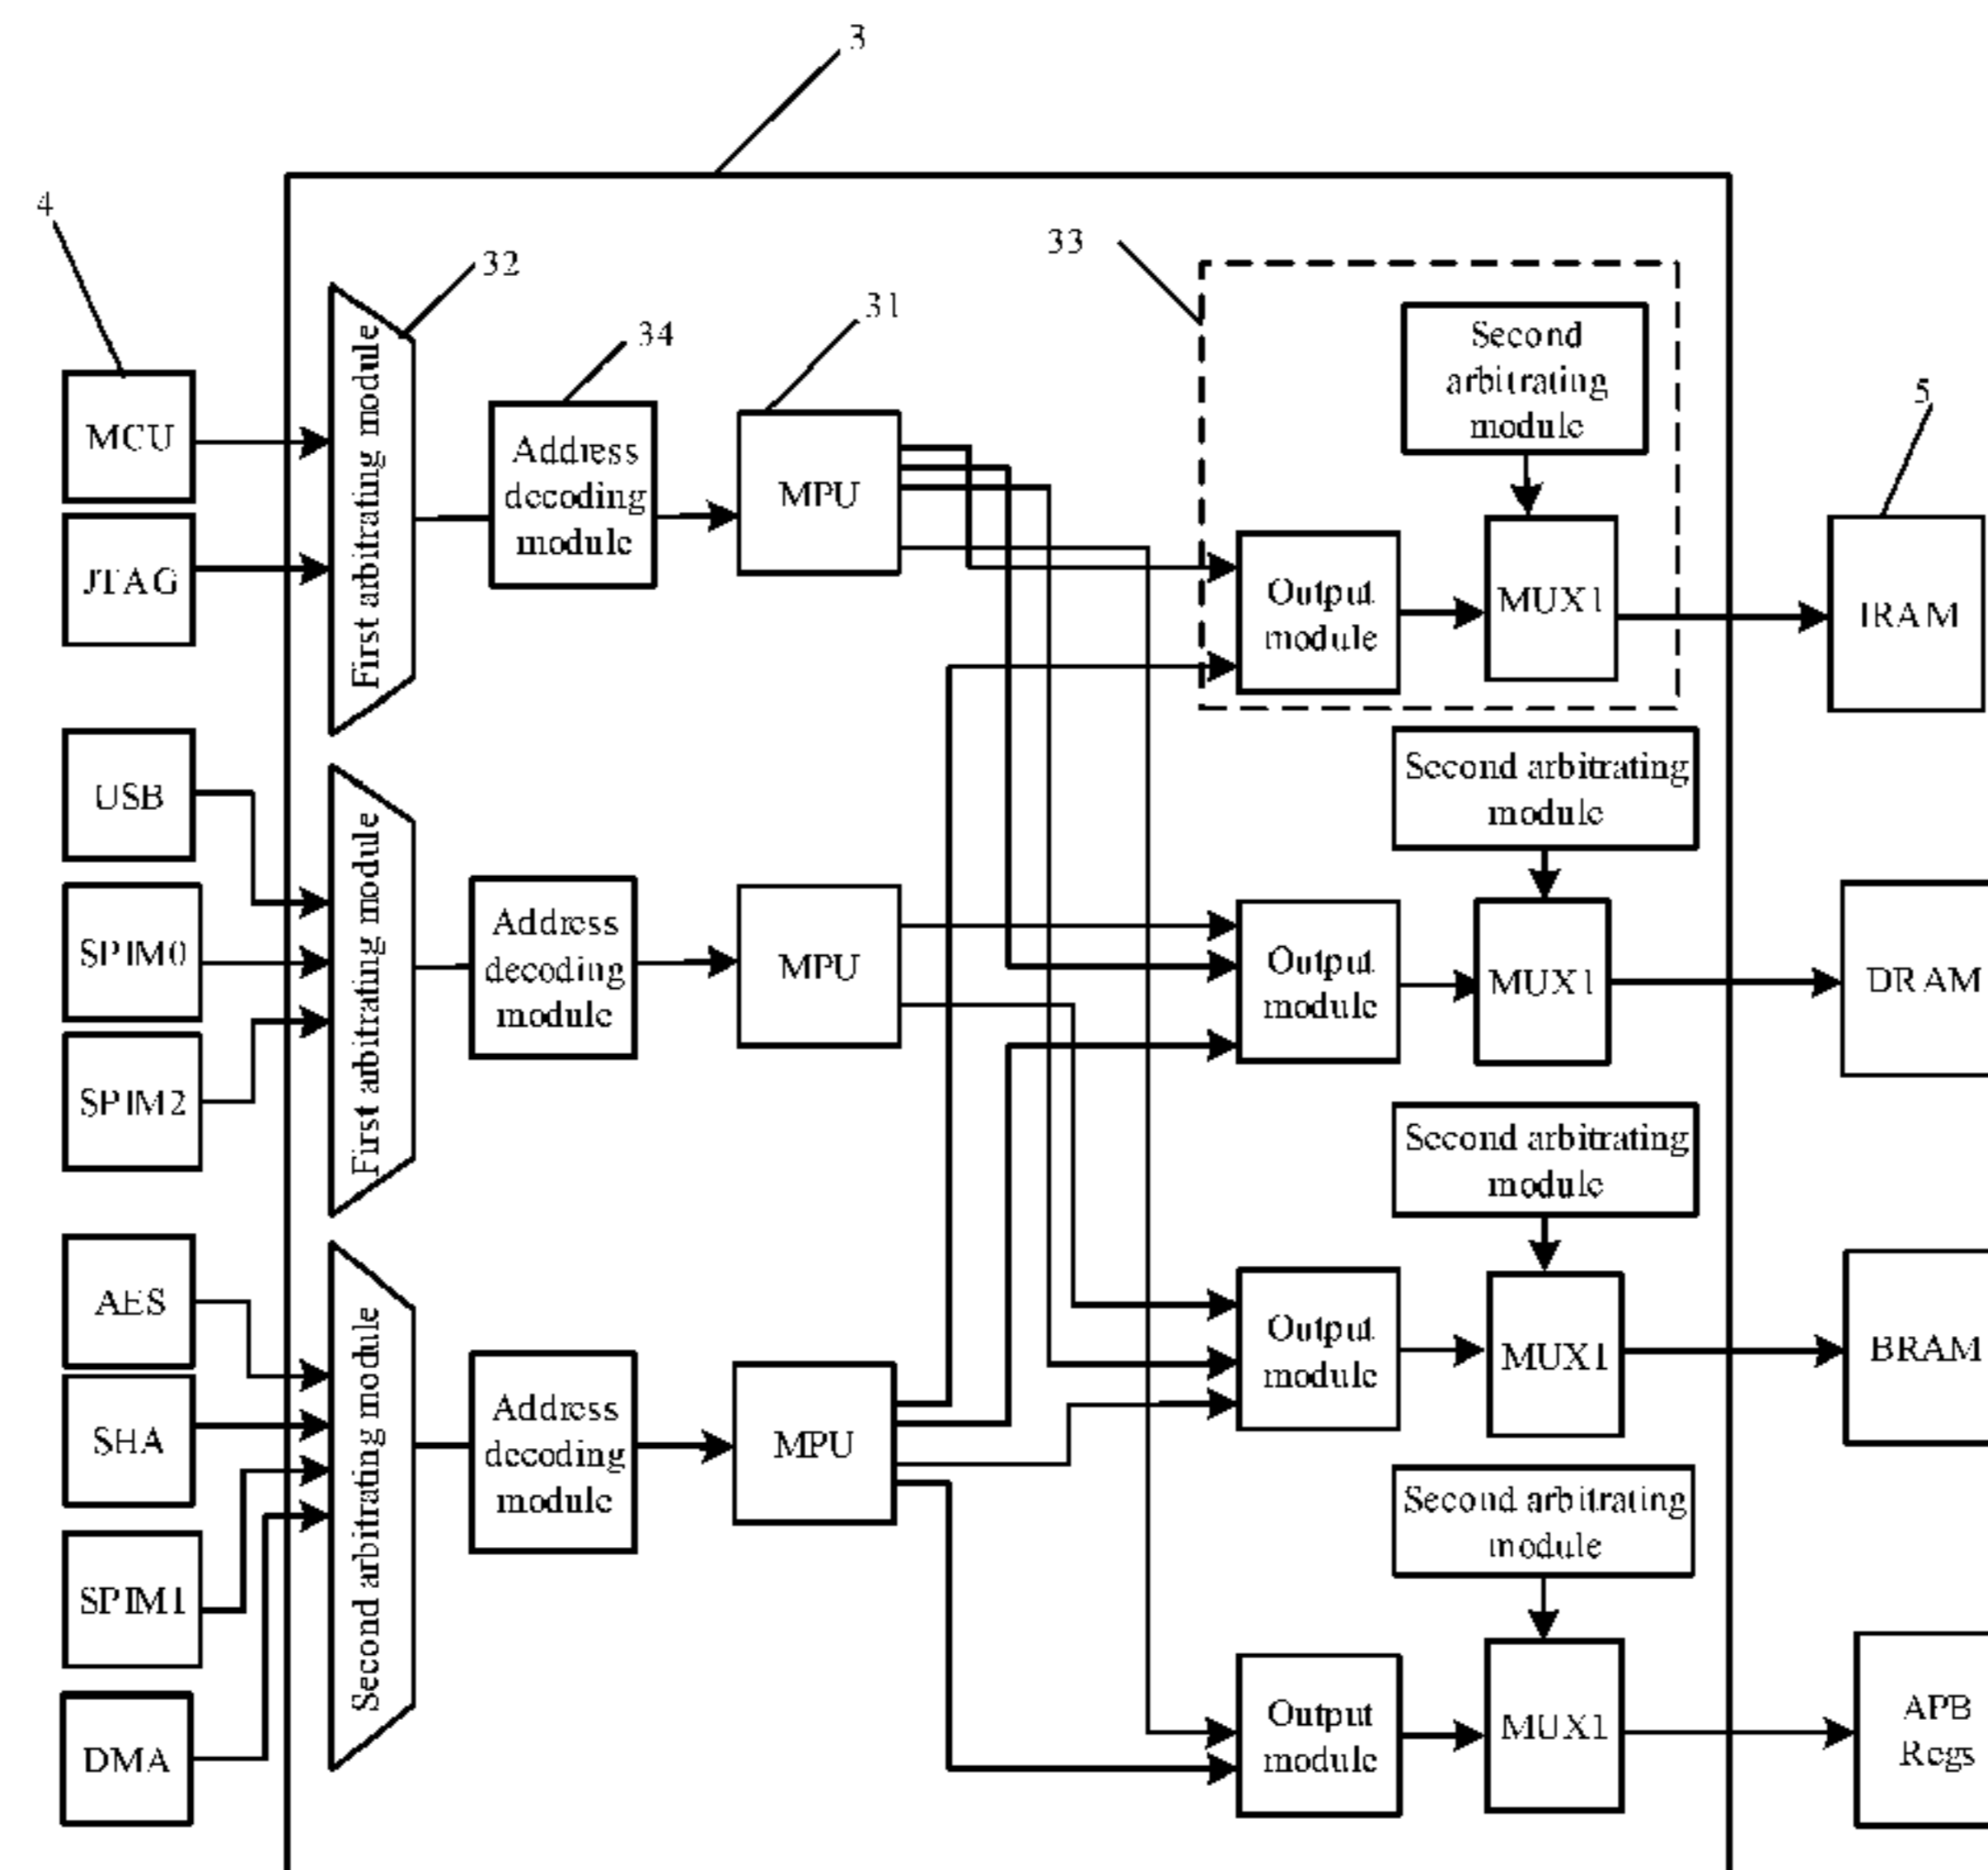 3
4
32
33
34
31
5
MCU
JTAG
First arbitrating module
Address
decoding
module
MPU
Second
arbitrating
module
Output
module
MUX1
IRAM
USB
SPIM0
SPIM2
First arbitrating module
Address
decoding
module
MPU
Second arbitrating
module
Output
module
MUX1
DRAM
AES
SHA
SPIM1
DMA
Second arbitrating module
Address
decoding
module
MPU
Second arbitrating
module
Output
module
MUX1
BRAM
Second arbitrating
module
Output
module
MUX1
APB
Regs